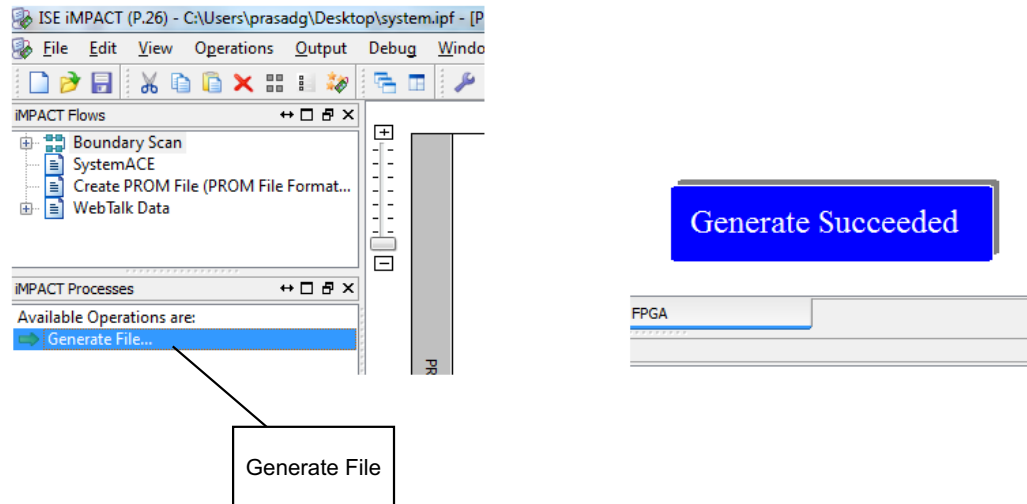 ISE iMPACT (P.26) - C:\Users\prasadg\Desktop\system.ipf - [P
File Edit View Operations Output Debug Windo
iMPACT Flows
Boundary Scan
SystemACE
Create PROM File (PROM File Format...
WebTalk Data
iMPACT Processes
Available Operations are:
Generate File...
PR
Generate File
Generate Succeeded
FPGA